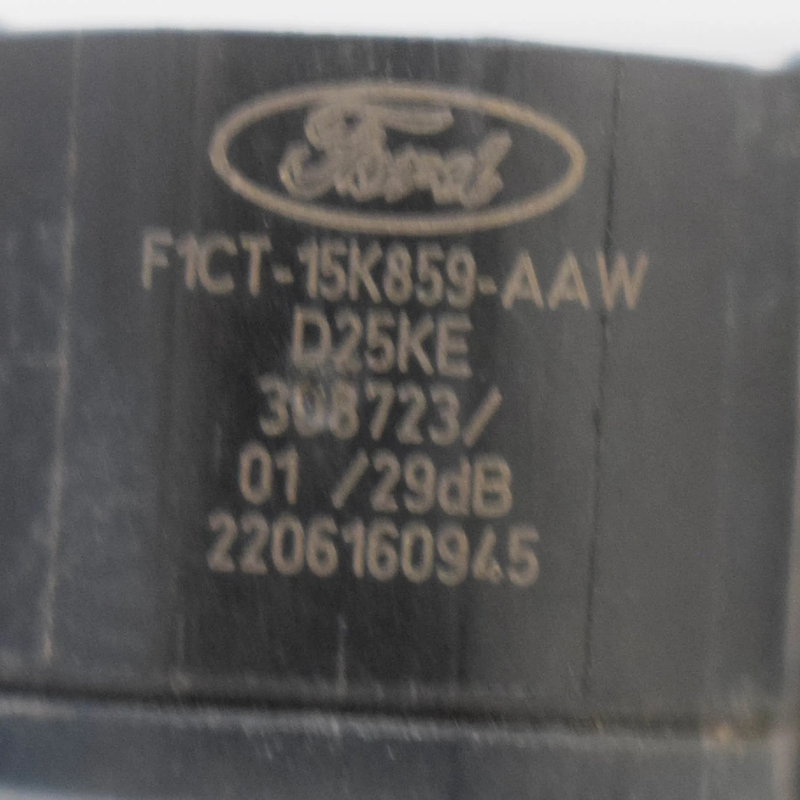 Ford
F1CT-15K859-AAW
D25KE
308723/
01 /29dB
2206160945